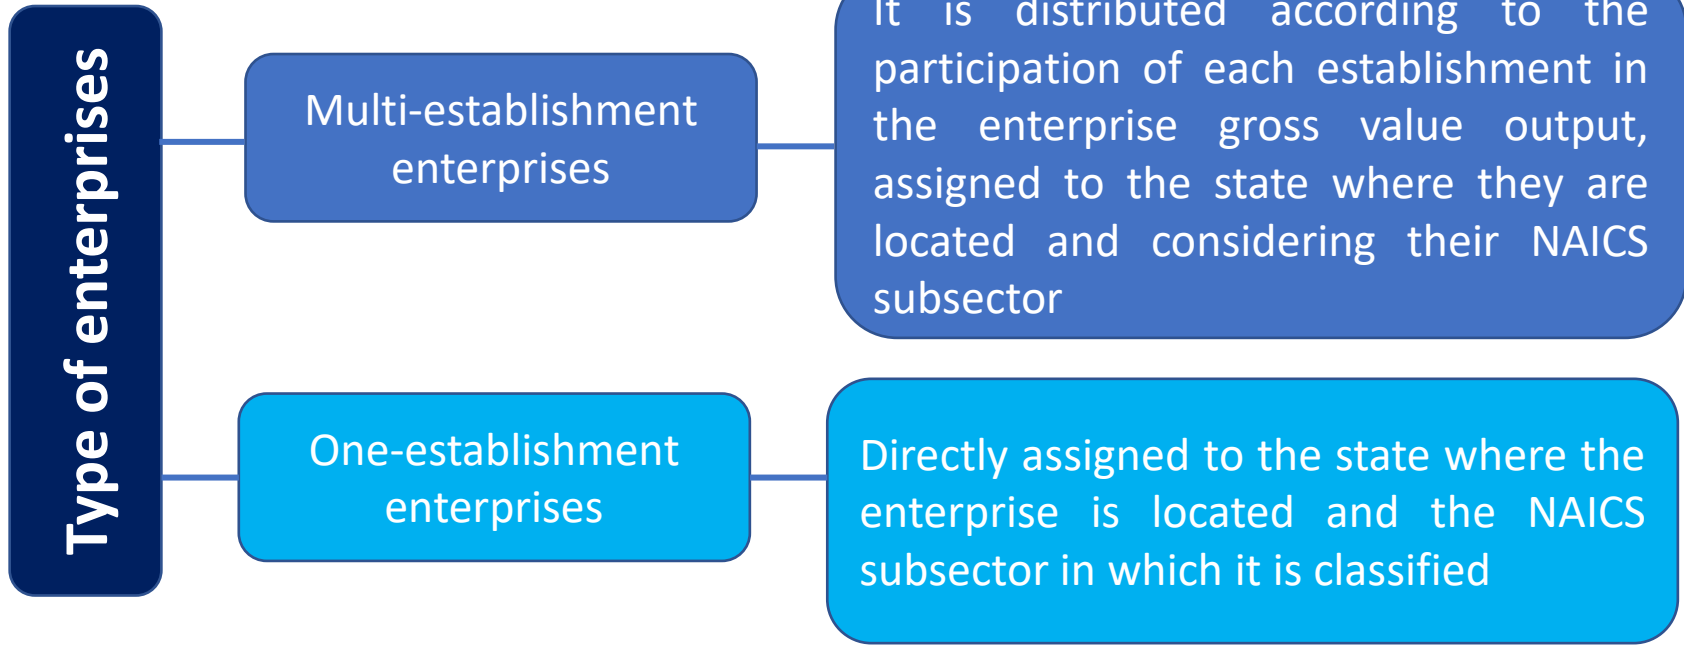 Type of enterprises
Multi-establishment
enterprises
It is distributed according to the
participation of each establishment in
the enterprise gross value output,
assigned to the state where they are
located and considering their NAICS
subsector
One-establishment
enterprises
Directly assigned to the state where the
enterprise is located and the NAICS
subsector in which it is classified